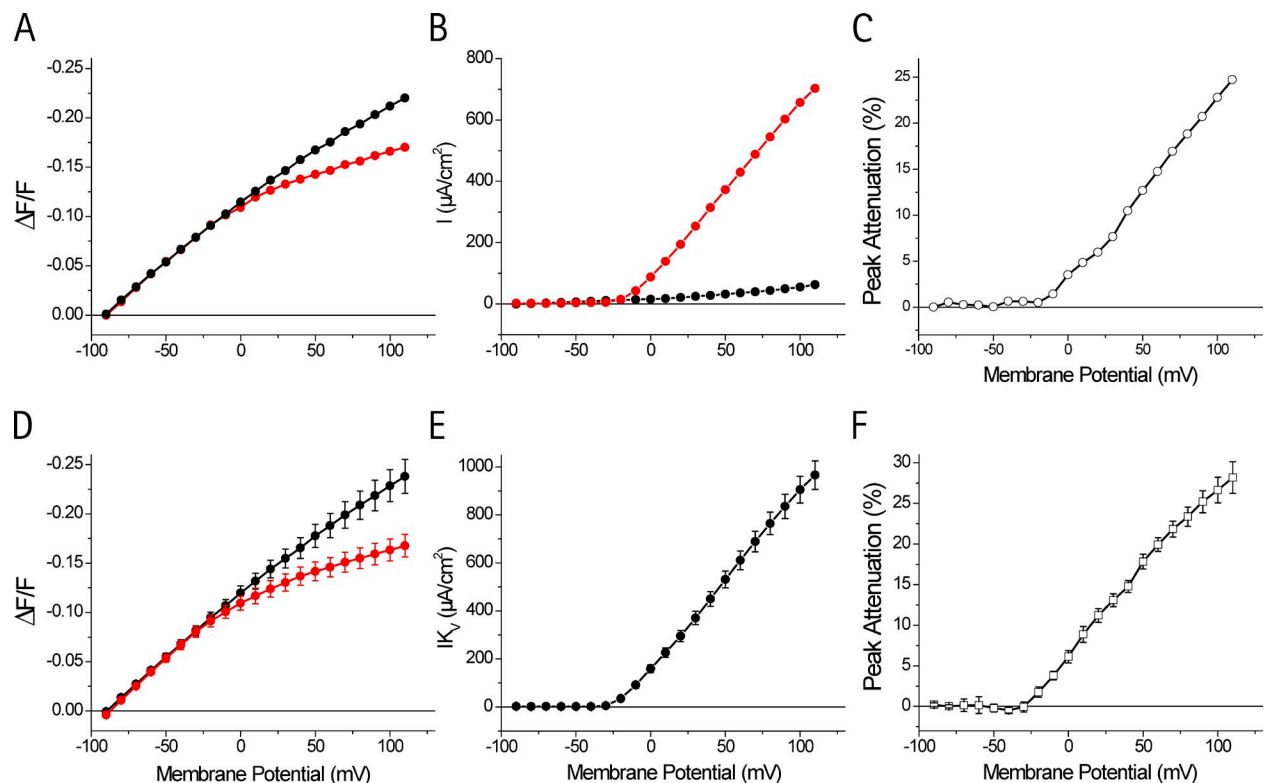 A
-0.25
-0.20
-0.15
-0.10
-0.05
0.00
ΔF/F
-100 -50 0 50 100
B
800
600
400
200
0
I (μA/cm²)
-100 -50 0 50 100
C
25
20
15
10
5
0
Peak Attenuation (%)
-100 -50 0 50 100
Membrane Potential (mV)
D
-0.25
-0.20
-0.15
-0.10
-0.05
0.00
ΔF/F
-100 -50 0 50 100
Membrane Potential (mV)
E
1000
800
600
400
200
0
IKV (μA/cm²)
-100 -50 0 50 100
Membrane Potential (mV)
F
30
25
20
15
10
5
0
Peak Attenuation (%)
-100 -50 0 50 100
Membrane Potential (mV)